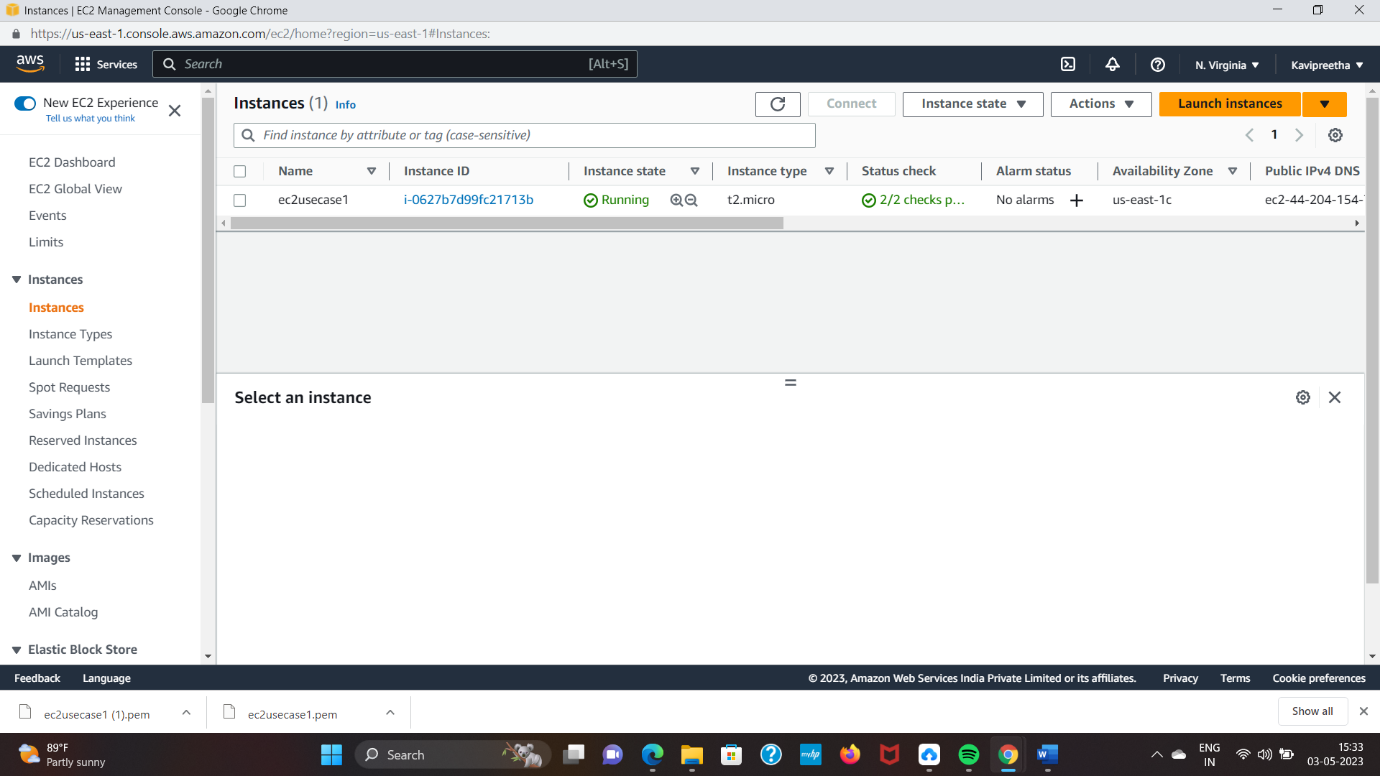 Instances | EC2 Management Console - Google Chrome
https://us-east-1.console.aws.amazon.com/ec2/home?region=us-east-1#Instances:
aws
Services
Search
[Alt+S]
N. Virginia
Kavipreetha
New EC2 Experience
Tell us what you think
EC2 Dashboard
EC2 Global View
Events
Limits
Instances
Instances
Instance Types
Launch Templates
Spot Requests
Savings Plans
Reserved Instances
Dedicated Hosts
Scheduled Instances
Capacity Reservations
Images
AMIs
AMI Catalog
Elastic Block Store
Instances (1) Info
Connect
Instance state
Actions
Launch instances
Find instance by attribute or tag (case-sensitive)
1
Name Instance ID Instance state Instance type Status check Alarm status Availability Zone Public IPv4 DNS
ec2usecase1 i-0627b7d99fc21713b Running t2.micro 2/2 checks p... No alarms us-east-1c ec2-44-204-154-
Select an instance
Feedback Language © 2023, Amazon Web Services India Private Limited or its affiliates. Privacy Terms Cookie preferences
ec2usecase1 (1).pem
ec2usecase1.pem
Show all
89°F
Partly sunny
Search
myhp
ENG
IN
15:33
03-05-2023